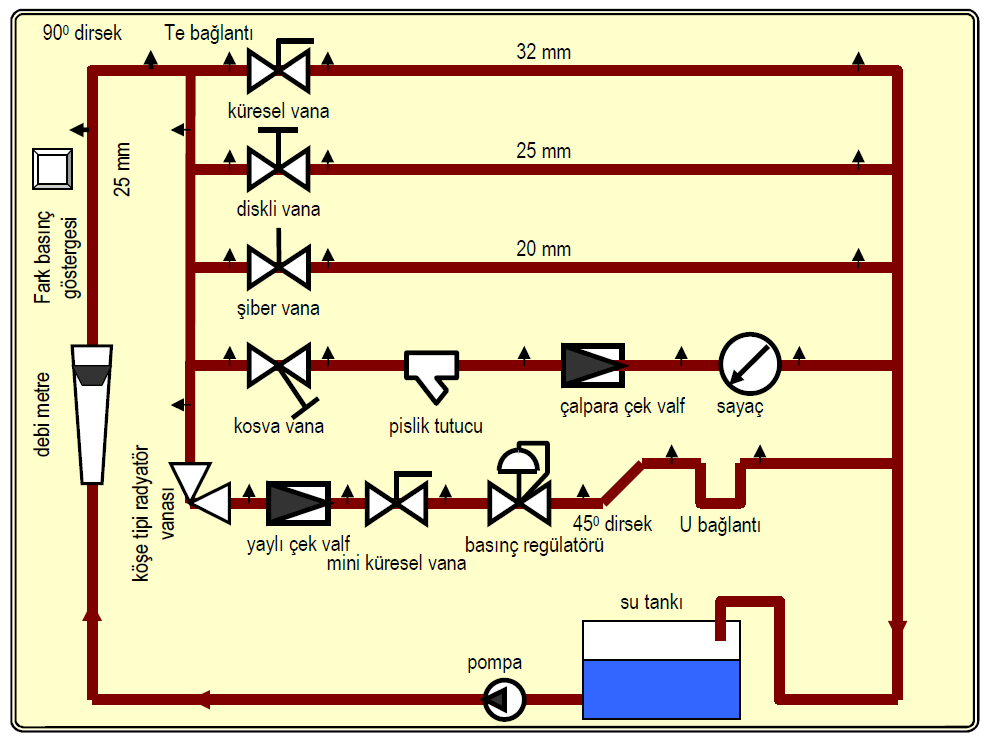 90⁰ dirsek
Te bağlantı
32 mm
küresel vana
25 mm
25 mm
diskli vana
Fark basınç
göstergesi
20 mm
şiber vana
debi metre
kosva vana
pislik tutucu
çalpara çek valf
sayaç
köşe tipi radyatör
vanası
yaylı çek valf
mini küresel vana
basınç regülatörü
45⁰ dirsek
U bağlantı
su tankı
pompa